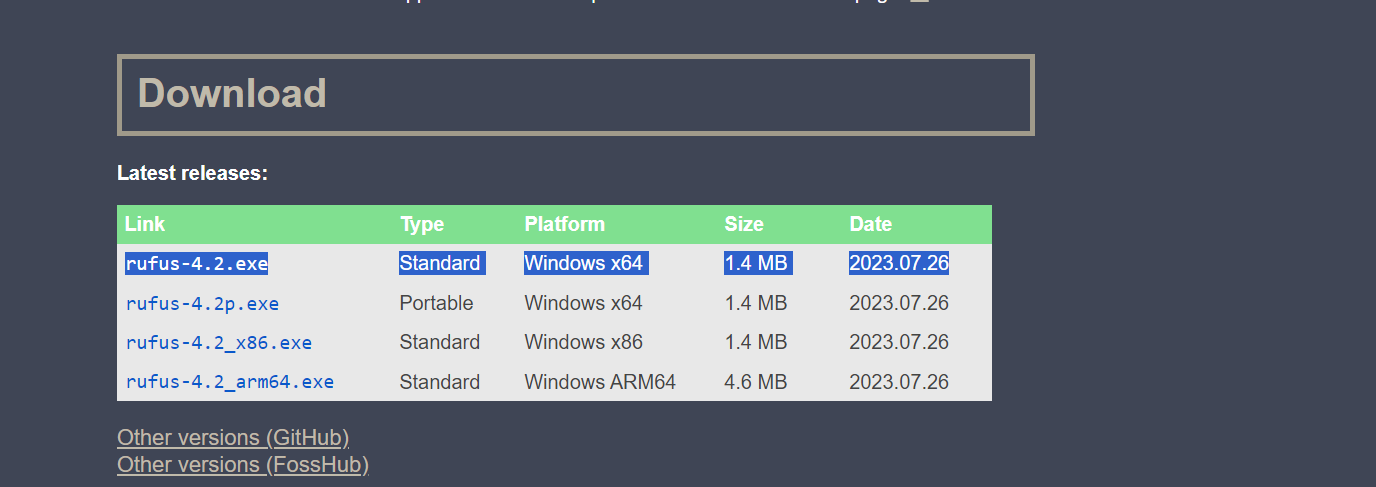 Download
Latest releases:
Link Type Platform Size Date
rufus-4.2.exe Standard Windows x64 1.4 MB 2023.07.26
rufus-4.2p.exe Portable Windows x64 1.4 MB 2023.07.26
rufus-4.2_x86.exe Standard Windows x86 1.4 MB 2023.07.26
rufus-4.2_arm64.exe Standard Windows ARM64 4.6 MB 2023.07.26
Other versions (GitHub)
Other versions (FossHub)